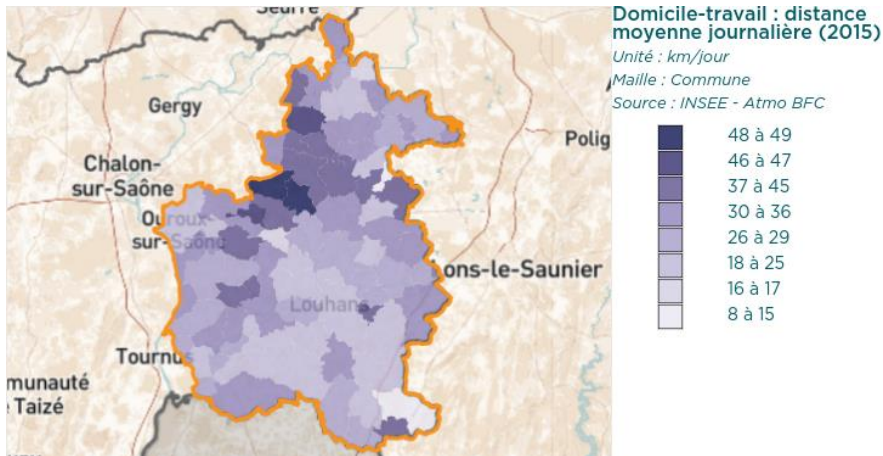 Seurre
Gergy
Polig
Chalon-
sur-Saône
Ouroux-
sur-Saône
Lons-le-Saunier
Louhans
Tournus
munauté
Taizé
Domicile-travail : distance
moyenne journalière (2015)
Unité : km/jour
Maille : Commune
Source : INSEE - Atmo BFC
48 à 49
46 à 47
37 à 45
30 à 36
26 à 29
18 à 25
16 à 17
8 à 15